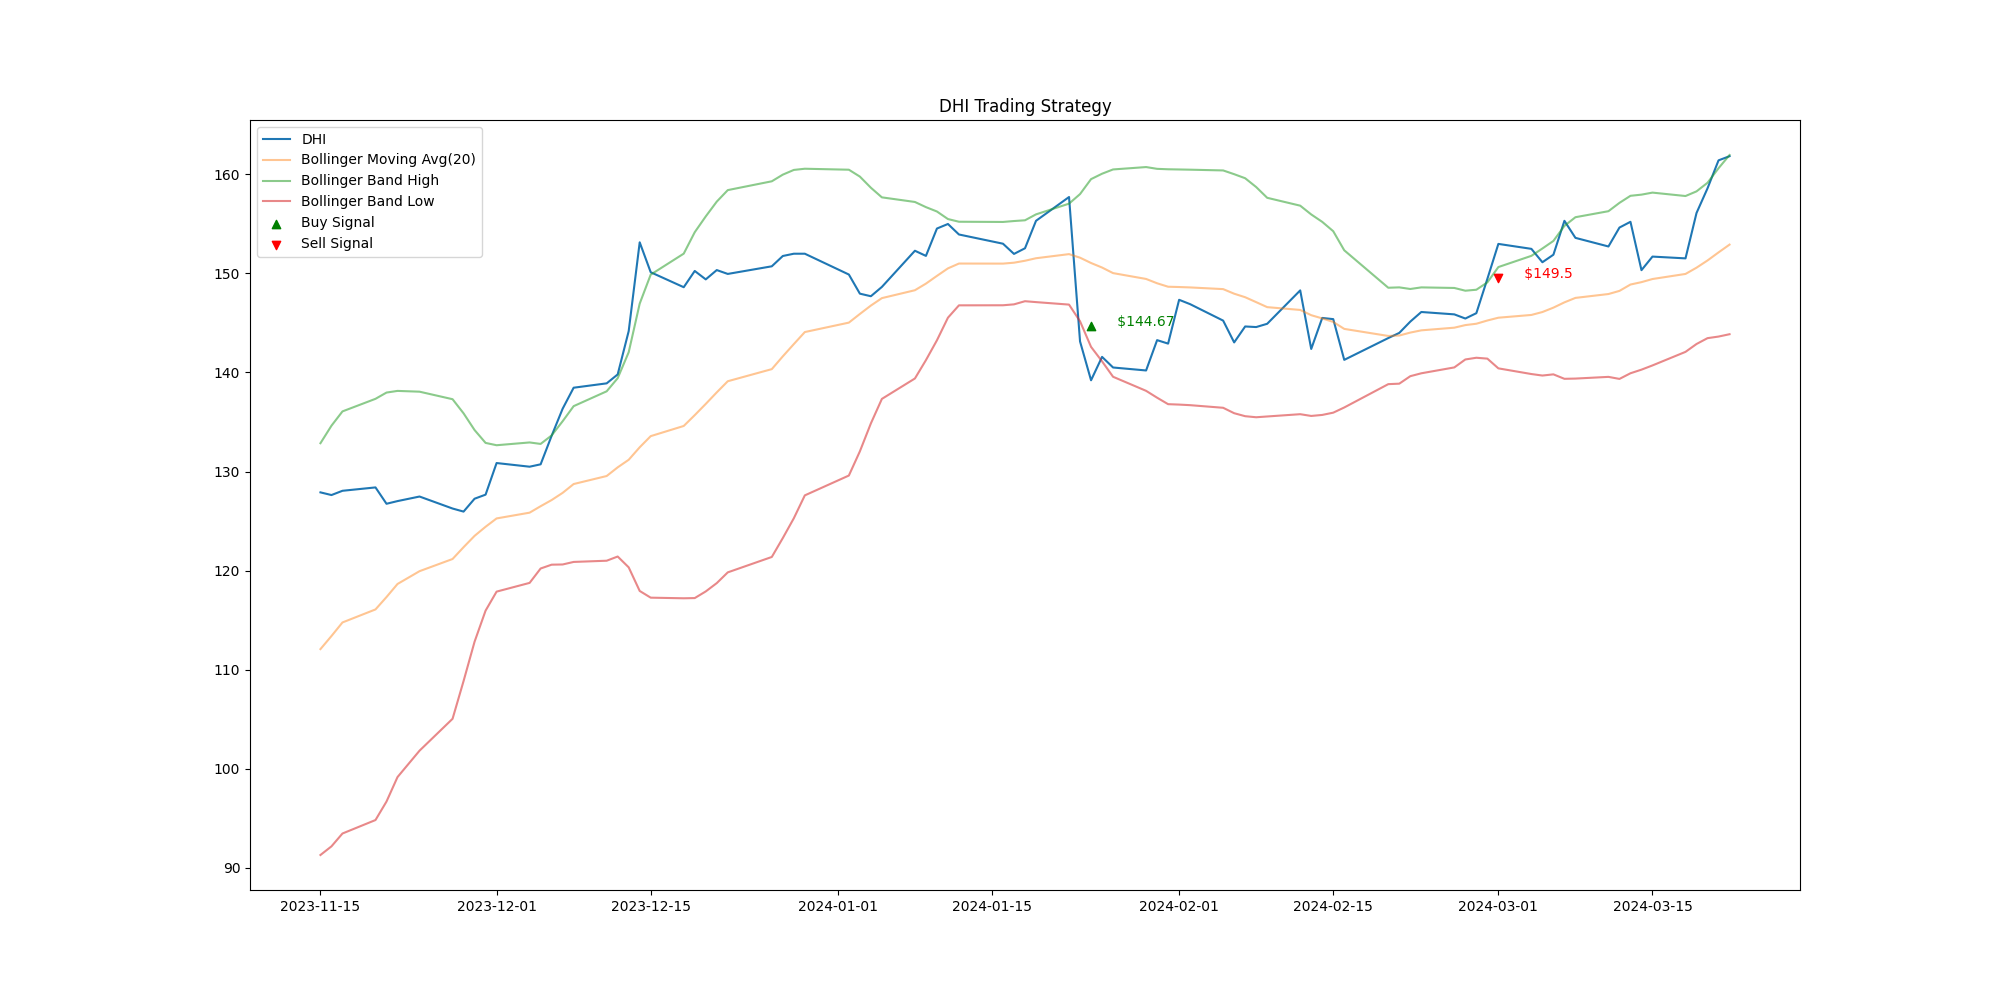 DHI Trading Strategy
DHI
Bollinger Moving Avg(20)
Bollinger Band High
Bollinger Band Low
Buy Signal
Sell Signal
160
150
140
130
120
110
100
90
$149.5
$144.67
2023-11-15
2023-12-01
2023-12-15
2024-01-01
2024-01-15
2024-02-01
2024-02-15
2024-03-01
2024-03-15